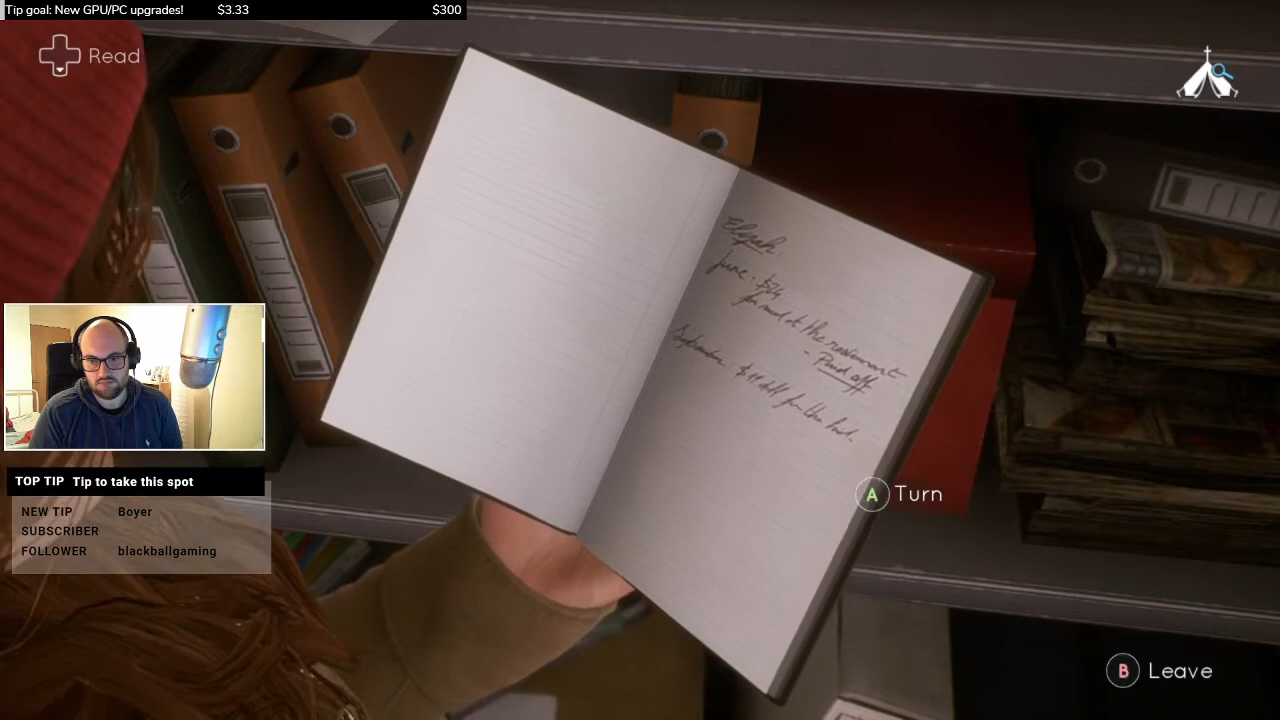 Tip goal: New GPU/PC upgrades! $3.33 $300
Read
Elijah:
June: $24
for meal at the restaurant
- Paid off
September: $11 for the
TOP TIP Tip to take this spot
NEW TIP Boyer
SUBSCRIBER
FOLLOWER blackballgaming
A Turn
B Leave